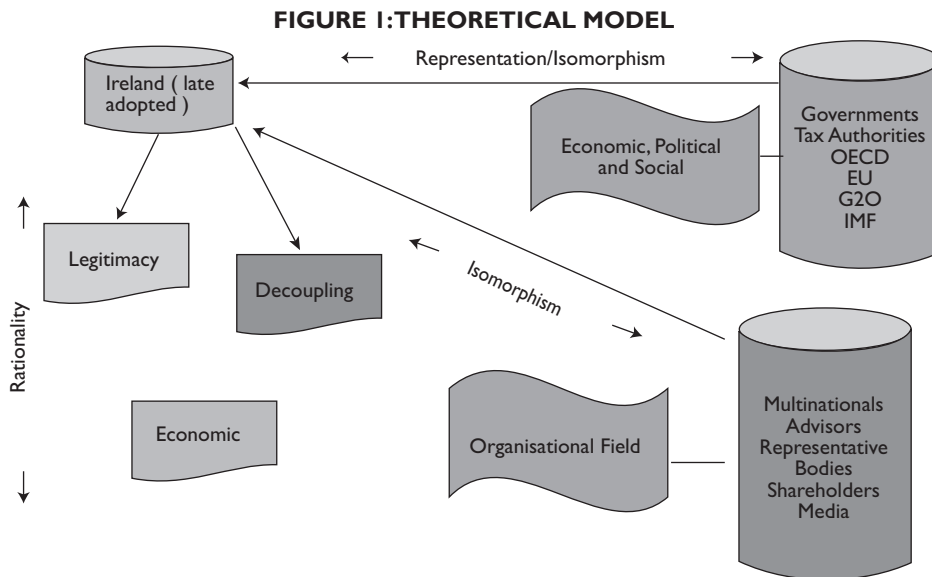 FIGURE 1: THEORETICAL MODEL
Representation/Isomorphism
Ireland ( late
adopted )
Economic, Political
and Social
Governments
Tax Authorities
OECD
EU
G2O
IMF
Legitimacy
Decoupling
Isomorphism
Rationality
Economic
Organisational Field
Multinationals
Advisors
Representative
Bodies
Shareholders
Media